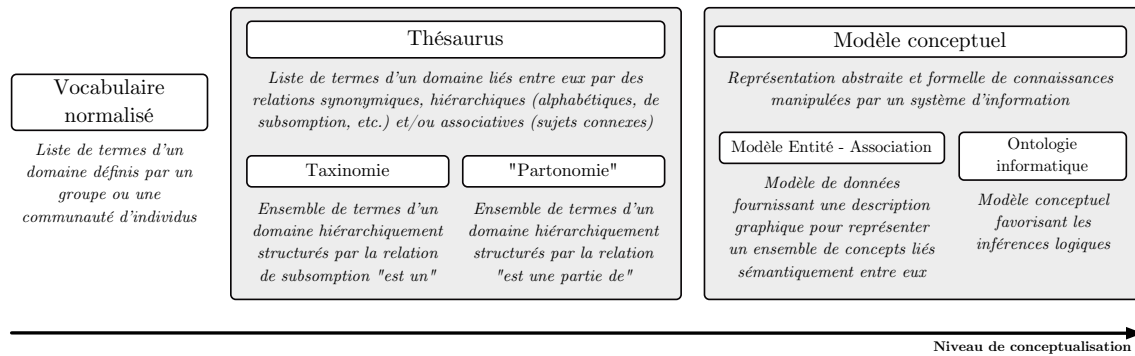 Vocabulaire
normalisé
Liste de termes d'un
domaine définis par un
groupe ou une
communauté d'individus
Thésaurus
Liste de termes d'un domaine liés entre eux par des
relations synonymiques, hiérarchiques (alphabétiques, de
subsomption, etc.) et/ou associatives (sujets connexes)
Taxinomie
Ensemble de termes d'un
domaine hiérarchiquement
structurés par la relation
de subsomption "est un"
"Partonomie"
Ensemble de termes d'un
domaine hiérarchiquement
structurés par la relation
"est une partie de"
Modèle conceptuel
Représentation abstraite et formelle de connaissances
manipulées par un système d'information
Modèle Entité - Association
Modèle de données
fournissant une description
graphique pour représenter
un ensemble de concepts liés
sémantiquement entre eux
Ontologie
informatique
Modèle conceptuel
favorisant les
inférences logiques
Niveau de conceptualisation